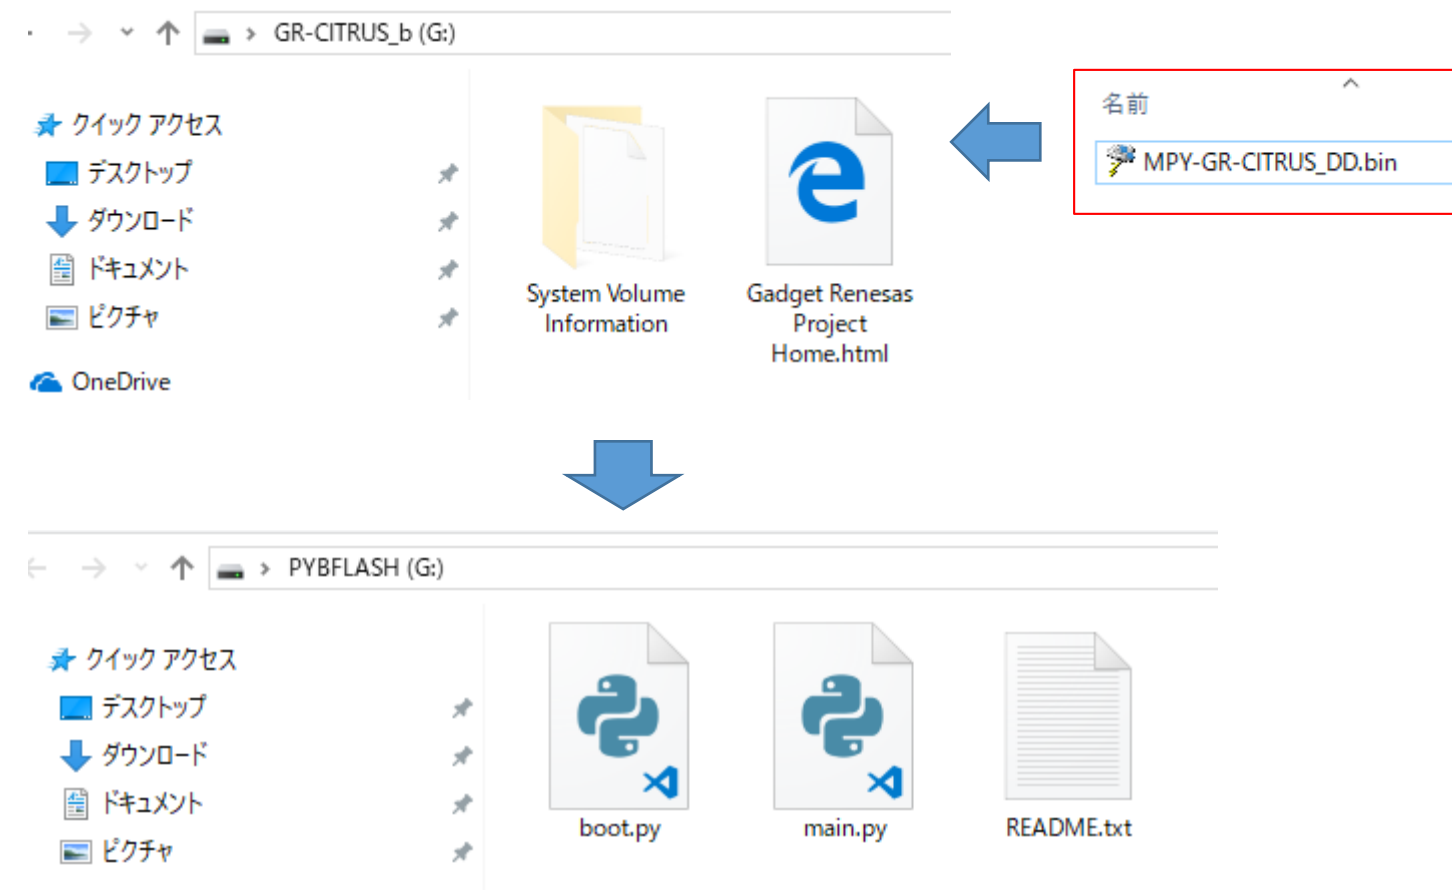 GR-CITRUS_b (G:)
クイック アクセス
デスクトップ
ダウンロード
ドキュメント
ピクチャ
OneDrive
System Volume
Information
Gadget Renesas
Project
Home.html
名前
MPY-GR-CITRUS_DD.bin
PYBFLASH (G:)
クイック アクセス
デスクトップ
ダウンロード
ドキュメント
ピクチャ
boot.py
main.py
README.txt